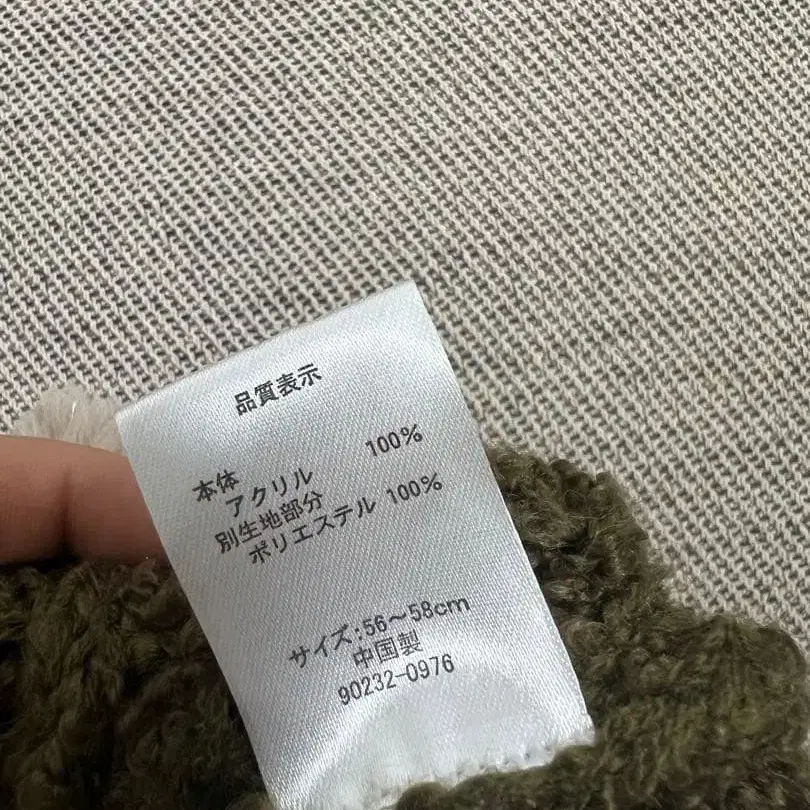 品質表示
本体
アクリル 100%
別生地部分
ポリエステル 100%
サイズ:56～58cm
中国製
90232-0976